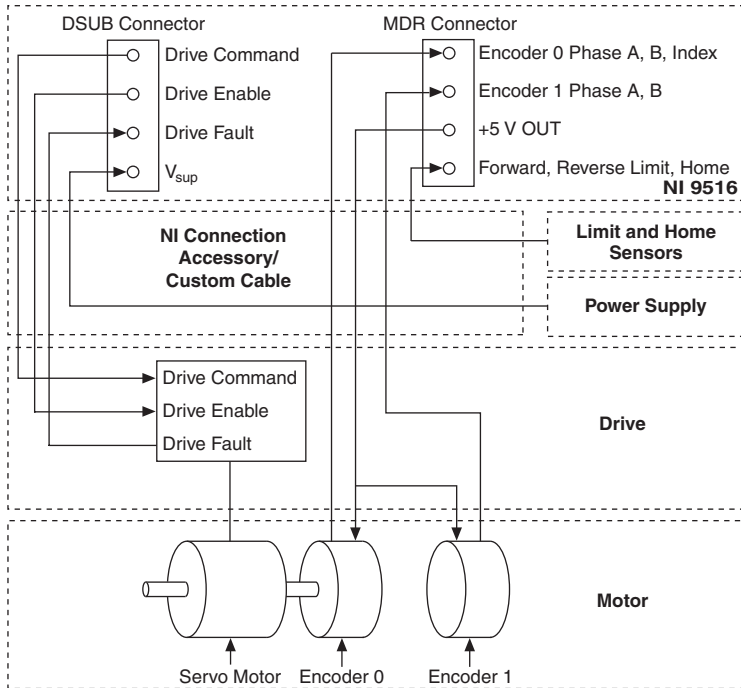 DSUB Connector
MDR Connector
Drive Command
Drive Enable
Drive Fault
Vsup
Encoder 0 Phase A, B, Index
Encoder 1 Phase A, B
+5 V OUT
Forward, Reverse Limit, Home
NI 9516
NI Connection
Accessory/
Custom Cable
Limit and Home
Sensors
Power Supply
Drive Command
Drive Enable
Drive Fault
Drive
Motor
Servo Motor
Encoder 0
Encoder 1